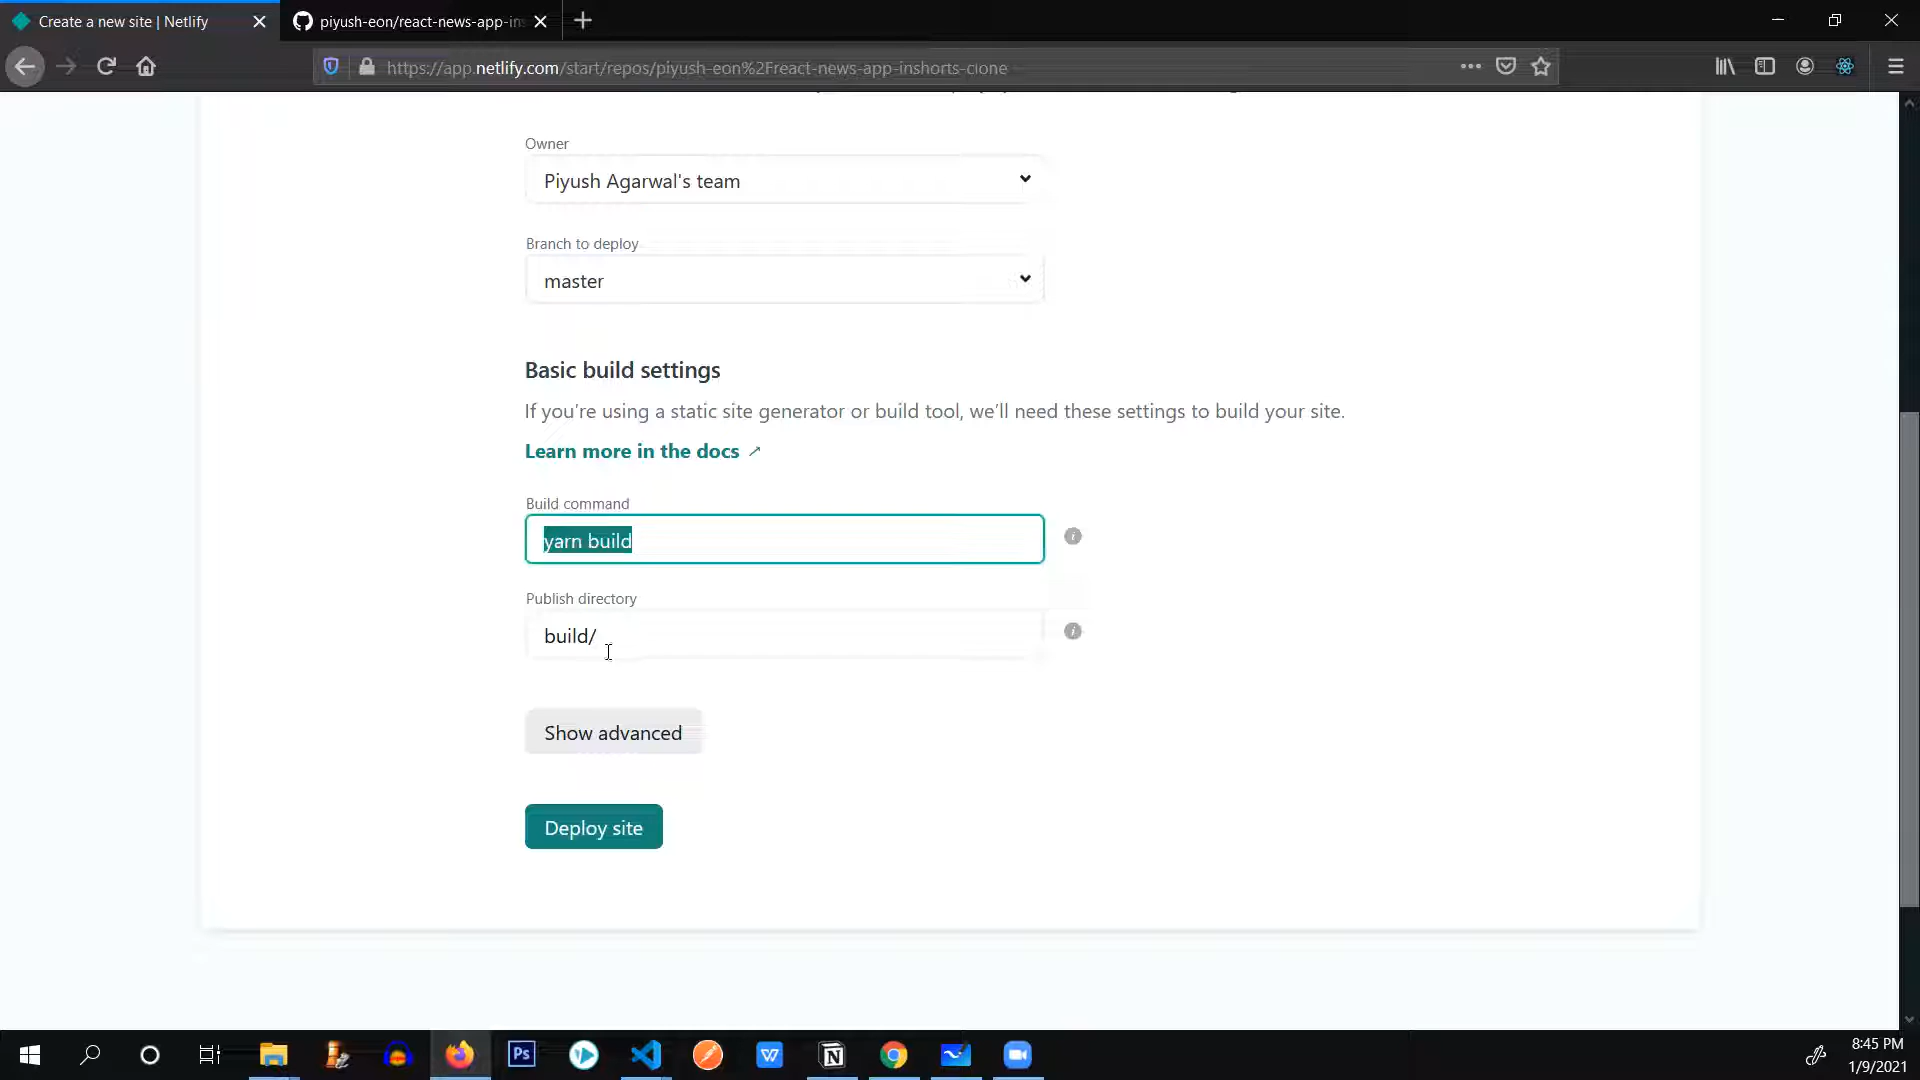 Create a new site | Netlify
piyush-eon/react-news-app-ins
https://app.netlify.com/start/repos/piyush-eon%2Freact-news-app-inshorts-clone
Owner
Piyush Agarwal's team
Branch to deploy
master
Basic build settings
If you're using a static site generator or build tool, we'll need these settings to build your site.
Learn more in the docs ↗
Build command
yarn build
i
Publish directory
build/
i
Show advanced
Deploy site
Ps
W
N
8:45 PM
1/9/2021